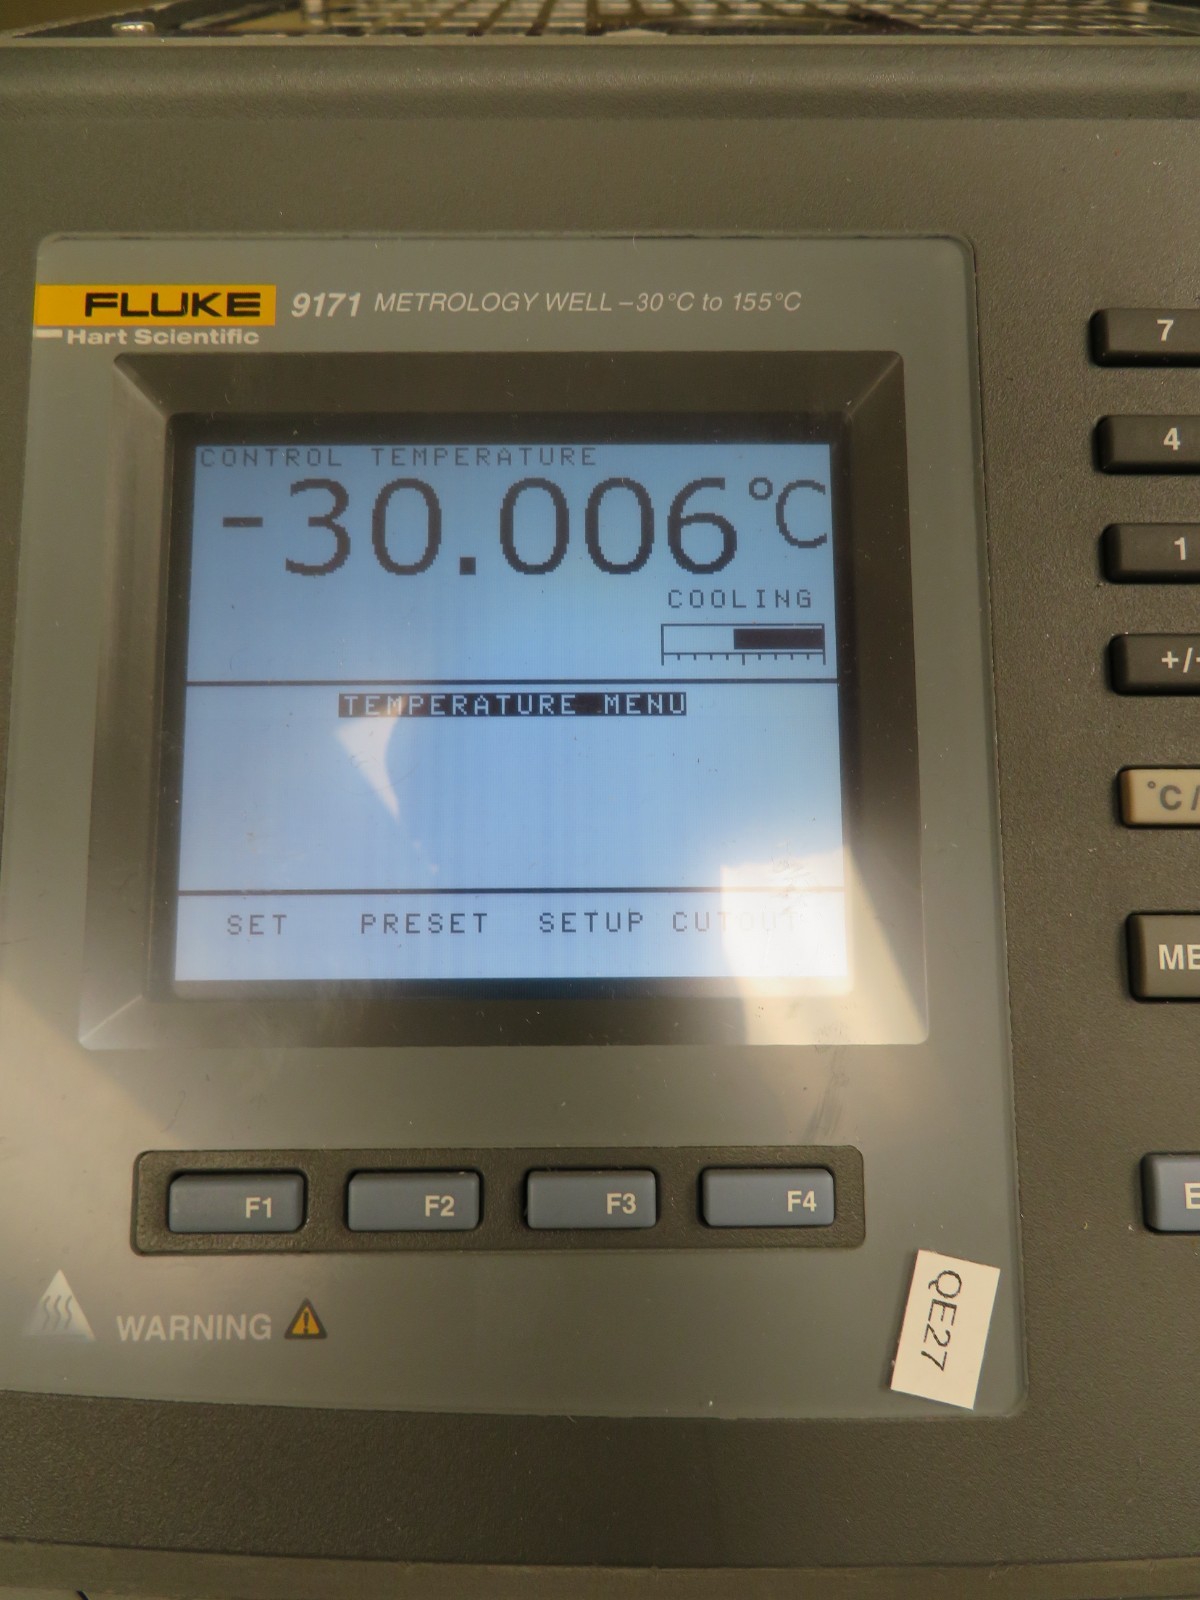 FLUKE 9171 METROLOGY WELL –30°C to 155°C
Hart Scientific
CONTROL TEMPERATURE
-30.006°C
COOLING
TEMPERATURE MENU
SET PRESET SETUP CUTOUT
7
4
1
+/-
°C/
F1 F2 F3 F4
WARNING
QE27